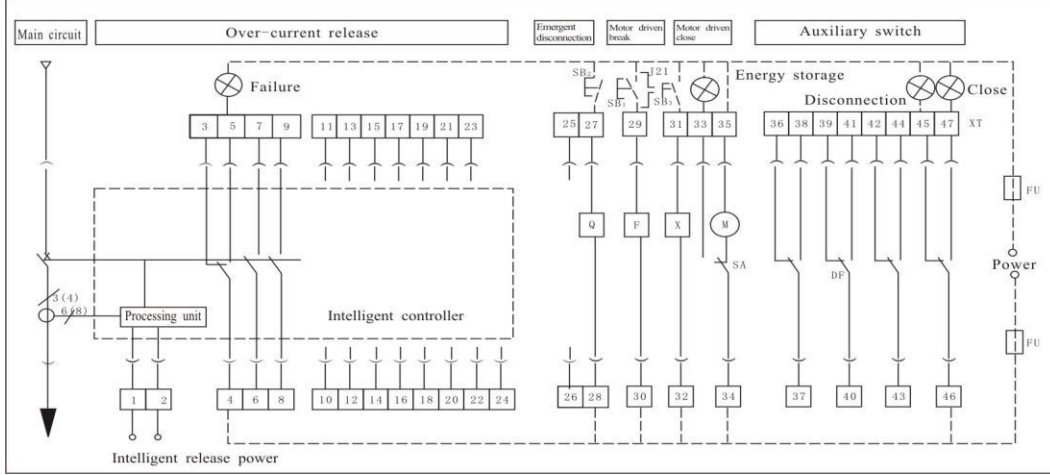 Main circuit
Over-current release
Emergent
disconnection
Motor driven
break
Motor driven
close
Auxiliary switch
Failure
SB₂
SB₁
J21
SB₃
Energy storage
Disconnection
Close
3 5 7 9
11 13 15 17 19 21 23
25 27
29
31 33 35
36 38 39 41 42 44 45 47
XT
FU
Q
F
X
M
SA
DF
Power
3(4)
6(8)
Processing unit
Intelligent controller
FU
1 2
4 6 8
10 12 14 16 18 20 22 24
26 28
30
32
34
37
40
43
46
Intelligent release power